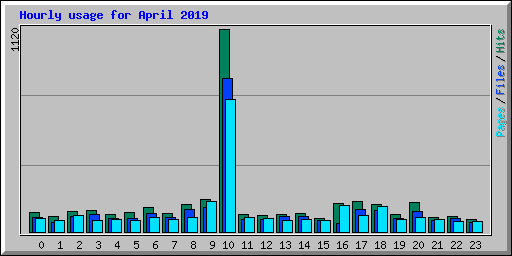 Hourly usage for April 2019
1120
Pages/Files/Hits
0 1 2 3 4 5 6 7 8 9 10 11 12 13 14 15 16 17 18 19 20 21 22 23